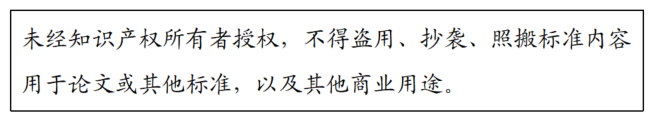 未经知识产权所有者授权，不得盗用、抄袭、照搬标准内容
用于论文或其他标准，以及其他商业用途。